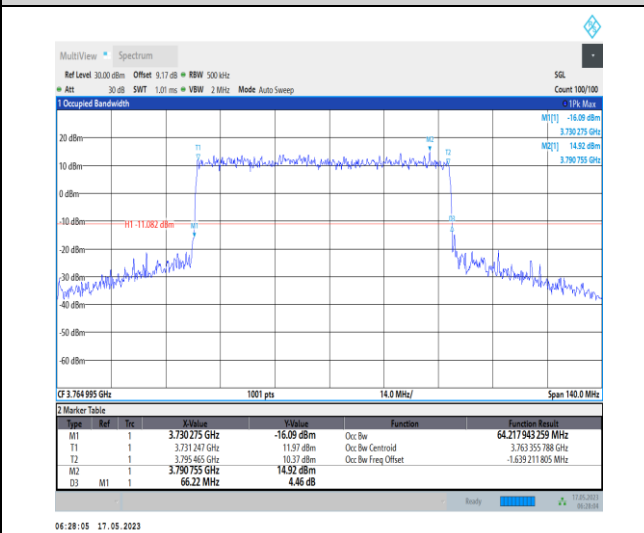 MultiView Spectrum
Ref Level 30.00 dBm Offset 9.17 dB RBW 500 kHz SGL
Att 30 dB SWT 1.01 ms VBW 2 MHz Mode Auto Sweep Count 100/100
1 Occupied Bandwidth 1Pk Max
M1[1] -16.09 dBm
3.730 275 GHz
M2[1] 14.92 dBm
3.790 755 GHz
20 dBm
T1
M2
T2
10 dBm
0 dBm
-10 dBm
H1 -11.082 dBm
M1
-20 dBm
-30 dBm
-40 dBm
-50 dBm
-60 dBm
CF 3.764 995 GHz 1001 pts 14.0 MHz/ Span 140.0 MHz
2 Marker Table
Type Ref Trc X-Value Y-Value Function Function Result
M1 1 3.730 275 GHz -16.09 dBm Occ Bw 64.217 943 259 MHz
T1 1 3.731 247 GHz 11.97 dBm Occ Bw Centroid 3.763 355 788 GHz
T2 1 3.795 465 GHz 10.37 dBm Occ Bw Freq Offset -1.639 211 805 MHz
M2 1 3.790 755 GHz 14.92 dBm
D3 M1 1 66.22 MHz 4.46 dB
Ready 17.05.2023
06:28:04
06:28:05 17.05.2023